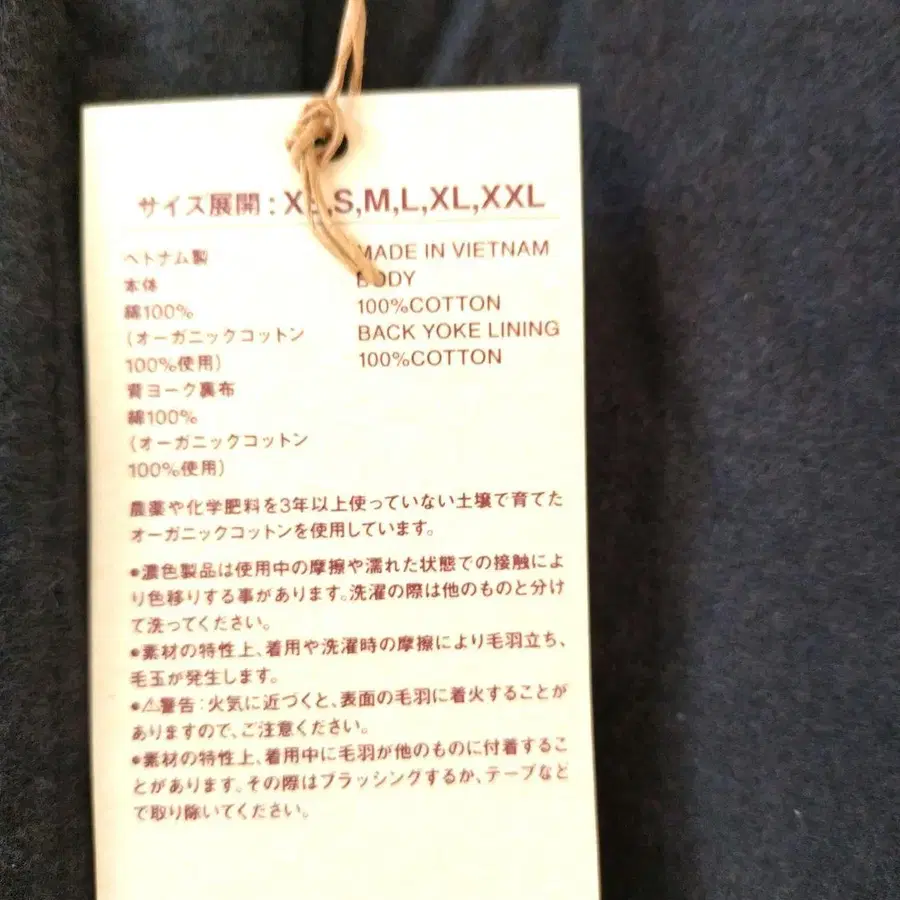 サイズ展開:XS,S,M,L,XL,XXL
ベトナム製
本体
綿100%
(オーガニックコットン
100%使用)
背ヨーク裏布
綿100%
(オーガニックコットン
100%使用)
MADE IN VIETNAM
BODY
100%COTTON
BACK YOKE LINING
100%COTTON
農薬や化学肥料を3年以上使っていない土壌で育てた
オーガニックコットンを使用しています。
●濃色製品は使用中の摩擦や濡れた状態での接触によ
り色移りする事があります。洗濯の際は他のものと分け
て洗ってください。
●素材の特性上、着用や洗濯時の摩擦により毛羽立ち、
毛玉が発生します。
●⚠警告:火気に近づくと、表面の毛羽に着火することが
ありますので、ご注意ください。
●素材の特性上、着用中に毛羽が他のものに付着するこ
とがあります。その際はブラッシングするか、テープなど
で取り除いてください。